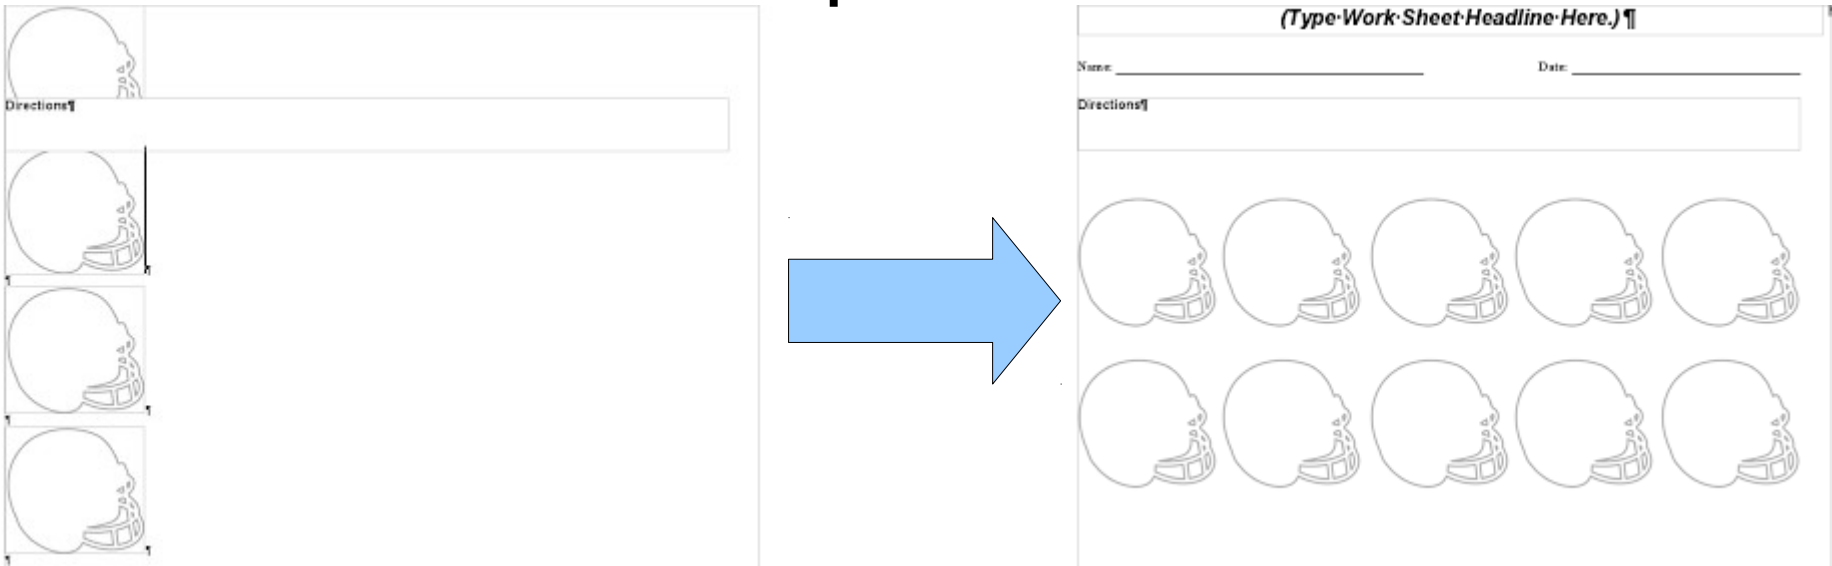 Directions¶
¶
¶
¶
¶
¶
¶
(Type·Work·Sheet·Headline·Here.)¶
Name: Date:
Directions¶